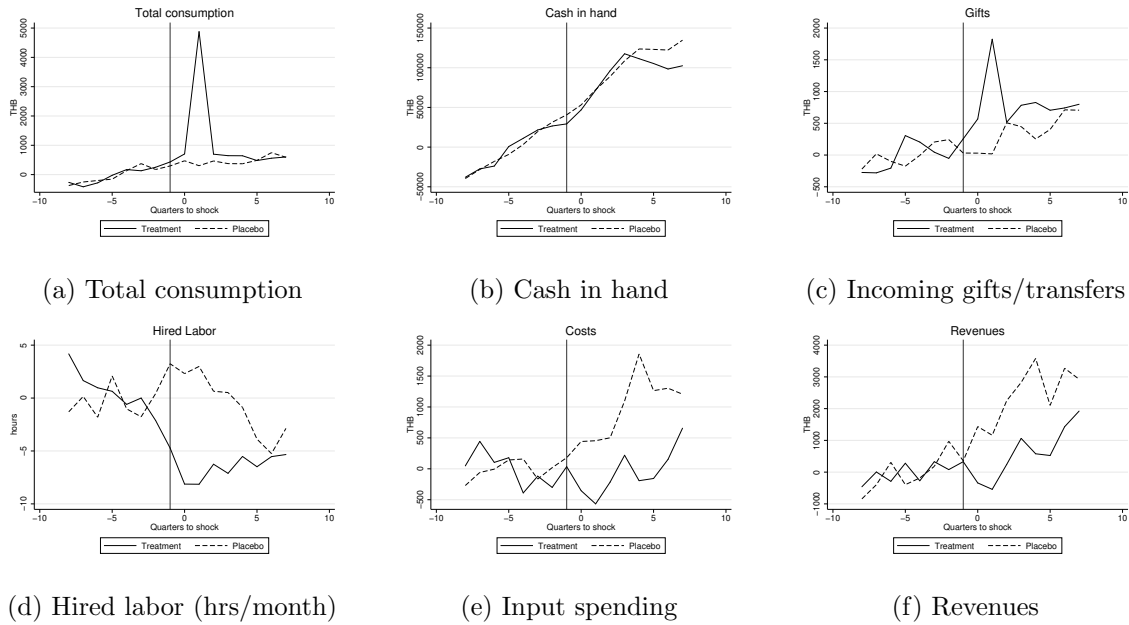 Total consumption
THB
5000
4000
3000
2000
1000
0
−10 −5 0 5 10
Quarters to shock
Treatment Placebo
(a) Total consumption
Cash in hand
THB
150000
100000
50000
0
−50000
−10 −5 0 5 10
Quarters to shock
Treatment Placebo
(b) Cash in hand
Gifts
THB
2000
1500
1000
500
0
−500
−10 −5 0 5 10
Quarters to shock
Treatment Placebo
(c) Incoming gifts/transfers
Hired Labor
hours
5
0
−5
−10
−10 −5 0 5 10
Quarters to shock
Treatment Placebo
(d) Hired labor (hrs/month)
Costs
THB
2000
1500
1000
500
0
−500
−10 −5 0 5 10
Quarters to shock
Treatment Placebo
(e) Input spending
Revenues
THB
4000
3000
2000
1000
0
−1000
−10 −5 0 5 10
Quarters to shock
Treatment Placebo
(f) Revenues